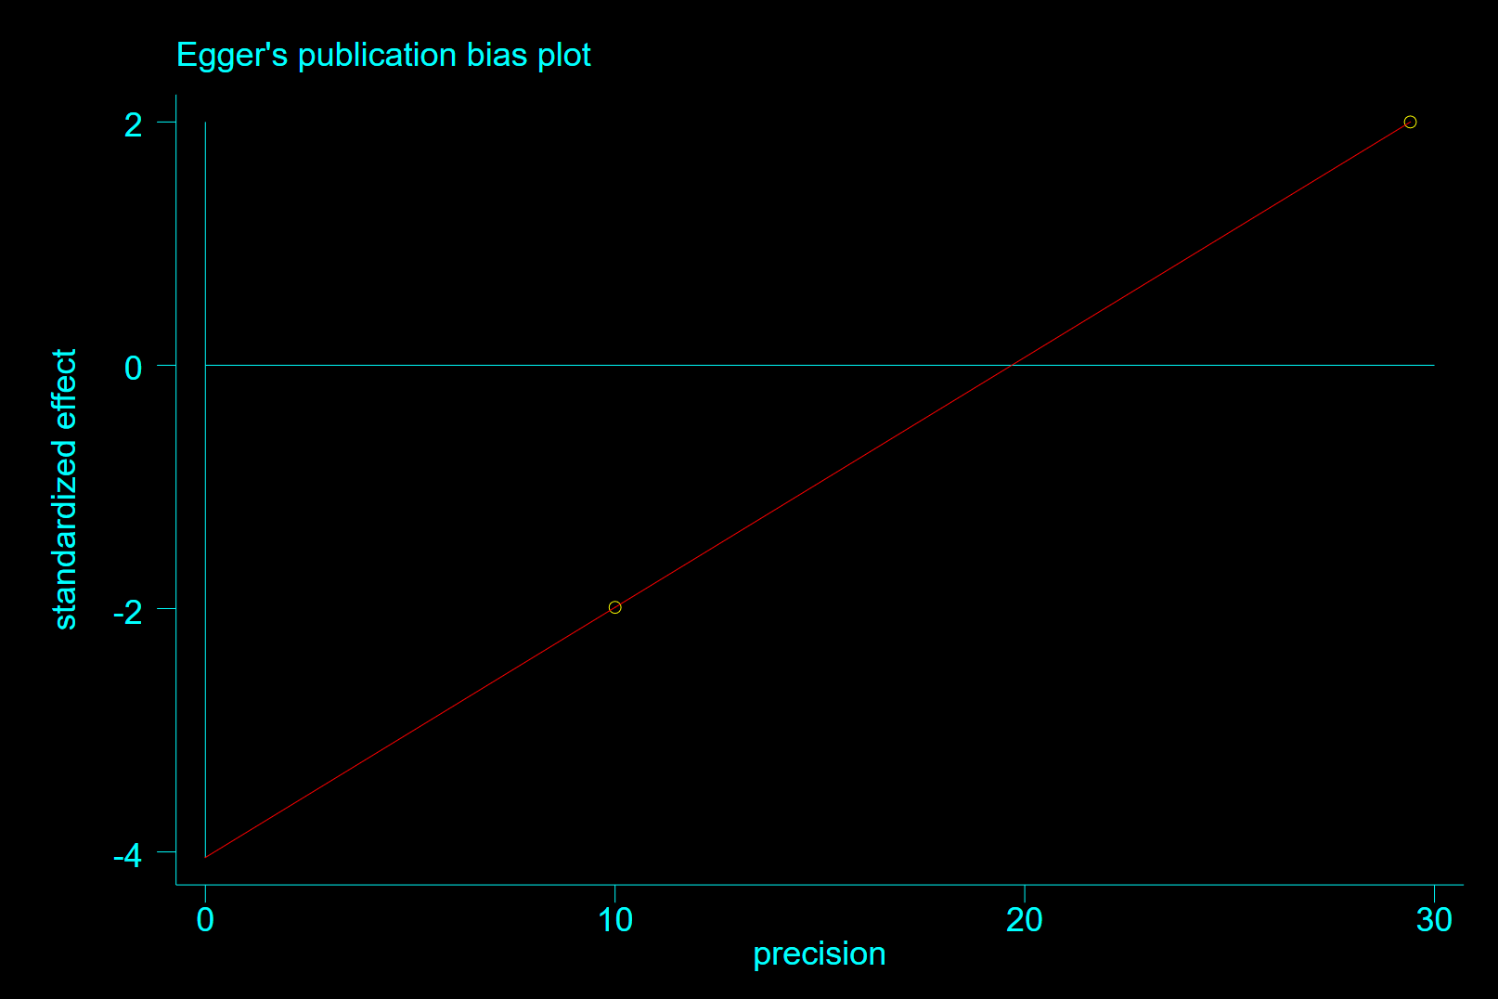 Egger's publication bias plot
2
0
-2
-4
standardized effect
0 10 20 30
precision